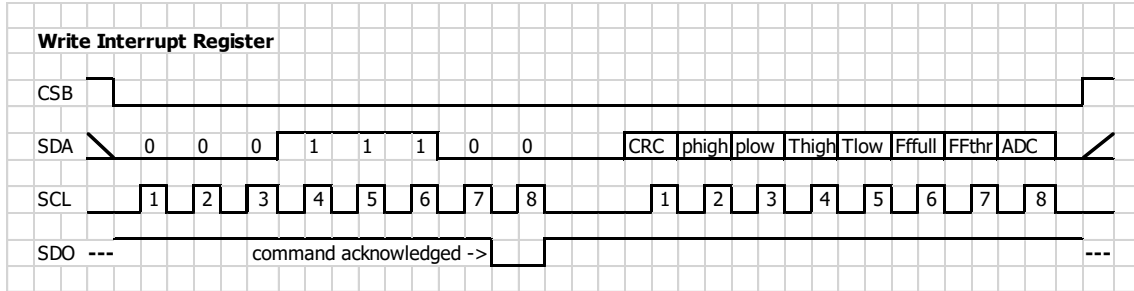 Write Interrupt Register
CSB
SDA 0 0 0 1 1 1 0 0 CRC phigh plow Thigh Tlow Fffull FFthr ADC
SCL 1 2 3 4 5 6 7 8 1 2 3 4 5 6 7 8
SDO --- command acknowledged -> ---